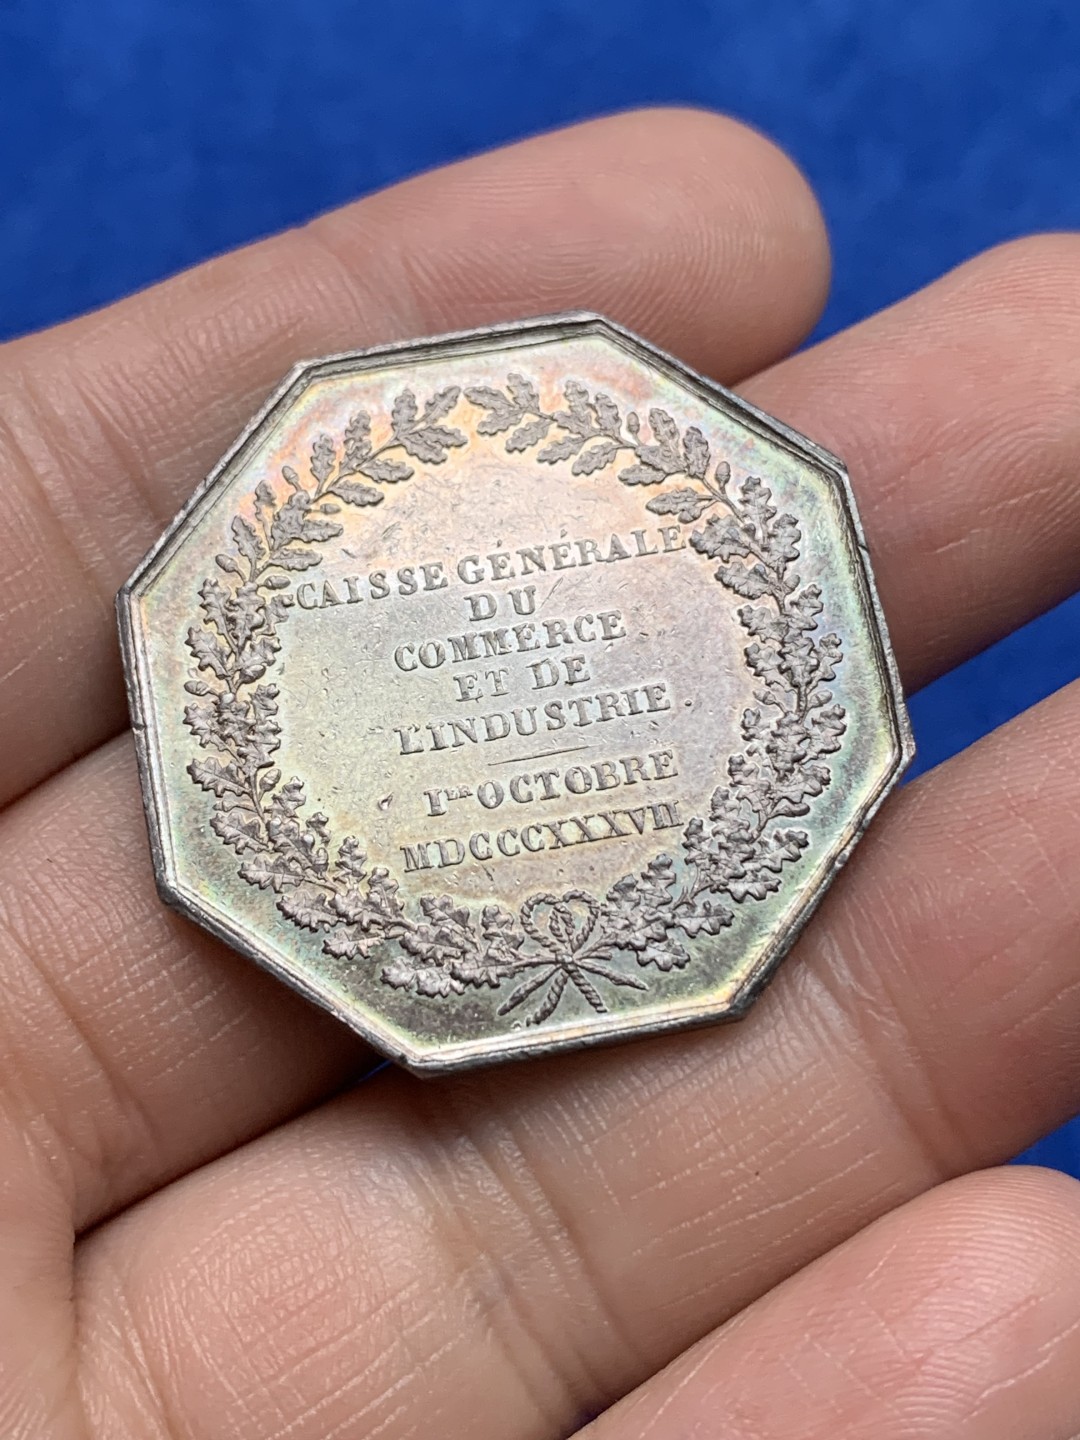 CAISSE GÉNÉRALE
DU
COMMERCE
ET DE
L'INDUSTRIE.
1ER OCTOBRE
MDCCCXXXVII